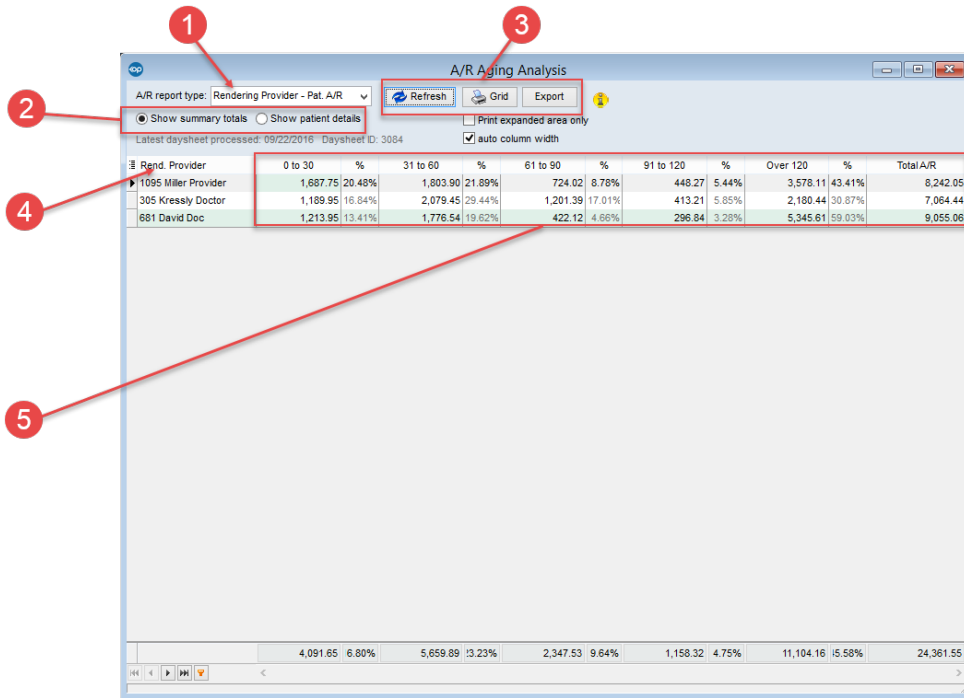 1
3
A/R Aging Analysis
A/R report type: Rendering Provider - Pat. A/R Refresh Grid Export
2
Show summary totals Show patient details Print expanded area only
Latest daysheet processed: 09/22/2016 Daysheet ID: 3084 auto column width
Rend. Provider 0 to 30 % 31 to 60 % 61 to 90 % 91 to 120 % Over 120 % Total A/R
1095 Miller Provider 1,687.75 20.48% 1,803.90 21.89% 724.02 8.78% 448.27 5.44% 3,578.11 43.41% 8,242.05
305 Kressly Doctor 1,189.95 16.84% 2,079.45 29.44% 1,201.39 17.01% 413.21 5.85% 2,180.44 30.87% 7,064.44
4
681 David Doc 1,213.95 13.41% 1,776.54 19.62% 422.12 4.66% 296.84 3.28% 5,345.61 59.03% 9,055.06
5
4,091.65 6.80% 5,659.89 3.23% 2,347.53 9.64% 1,158.32 4.75% 11,104.16 5.58% 24,361.55